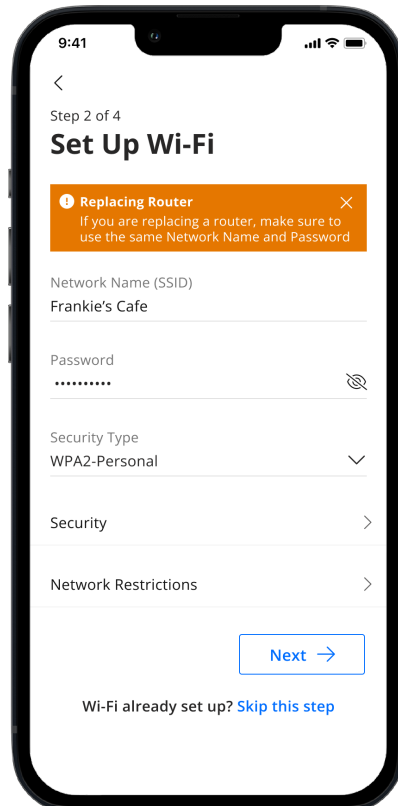 9:41
Step 2 of 4
Set Up Wi-Fi
Replacing Router
If you are replacing a router, make sure to
use the same Network Name and Password
Network Name (SSID)
Frankie's Cafe
Password
••••••••••
Security Type
WPA2-Personal
Security
Network Restrictions
Next
Wi-Fi already set up? Skip this step